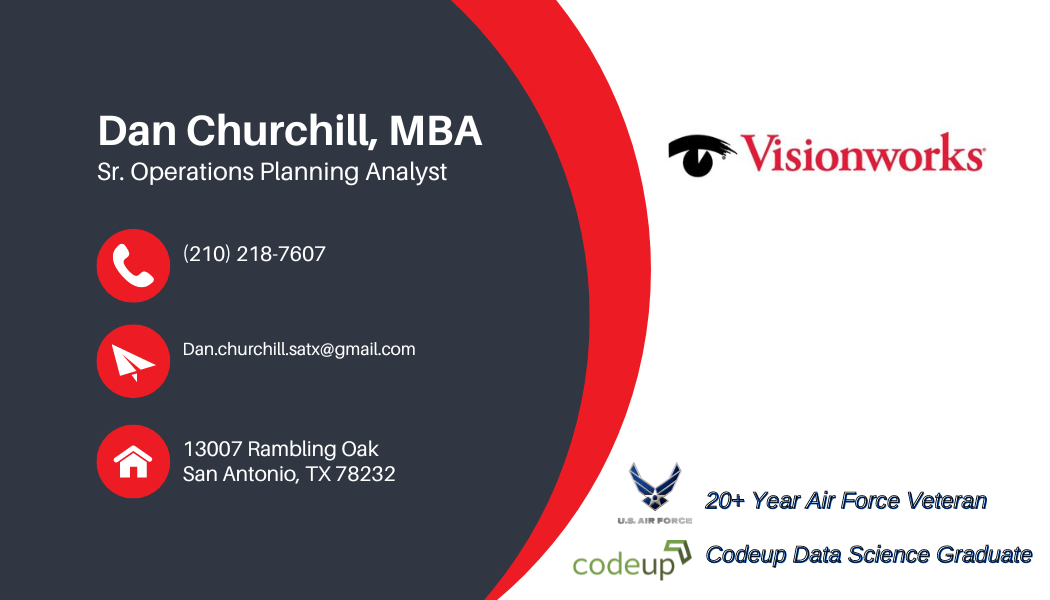 Dan Churchill, MBA
Sr. Operations Planning Analyst
(210) 218-7607
Dan.churchill.satx@gmail.com
13007 Rambling Oak
San Antonio, TX 78232
Visionworks
U.S. AIR FORCE
20+ Year Air Force Veteran
codeup
Codeup Data Science Graduate